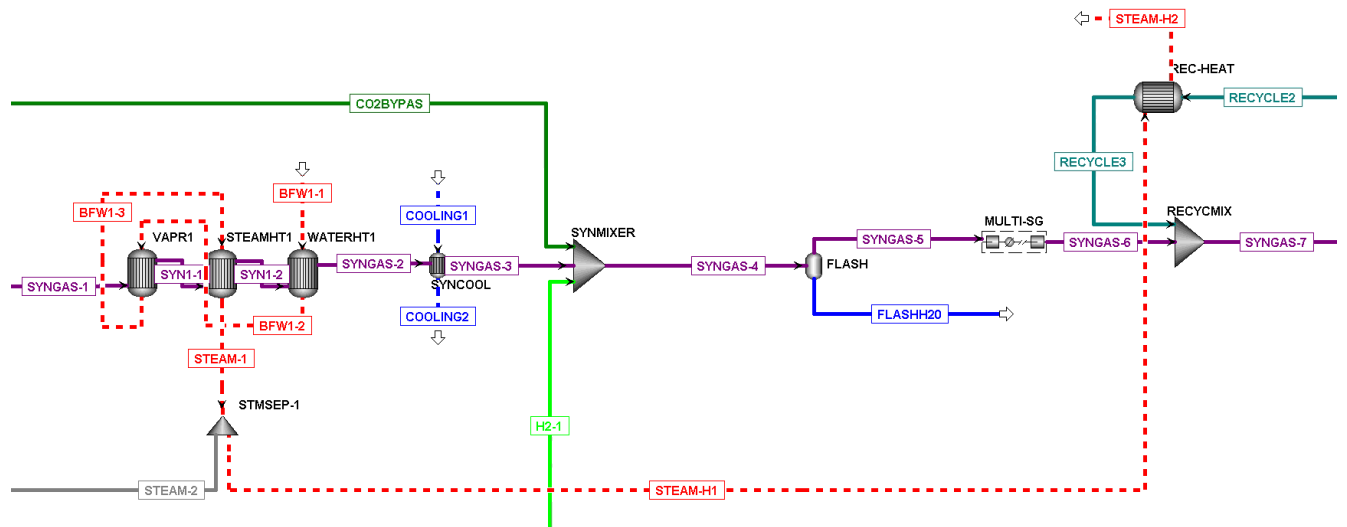 STEAM-H2
REC-HEAT
CO2BYPAS
RECYCLE2
RECYCLE3
BFW1-1
BFW1-3
COOLING1
MULTI-SG
RECYCMIX
VAPR1
STEAMHT1
WATERHT1
SYNMIXER
SYNGAS-5
SYNGAS-6
SYNGAS-7
SYNGAS-2
SYNGAS-3
SYNGAS-4
FLASH
SYN1-1
SYN1-2
SYNGAS-1
SYNCOOL
COOLING2
FLASHH20
BFW1-2
STEAM-1
STMSEP-1
H2-1
STEAM-2
STEAM-H1